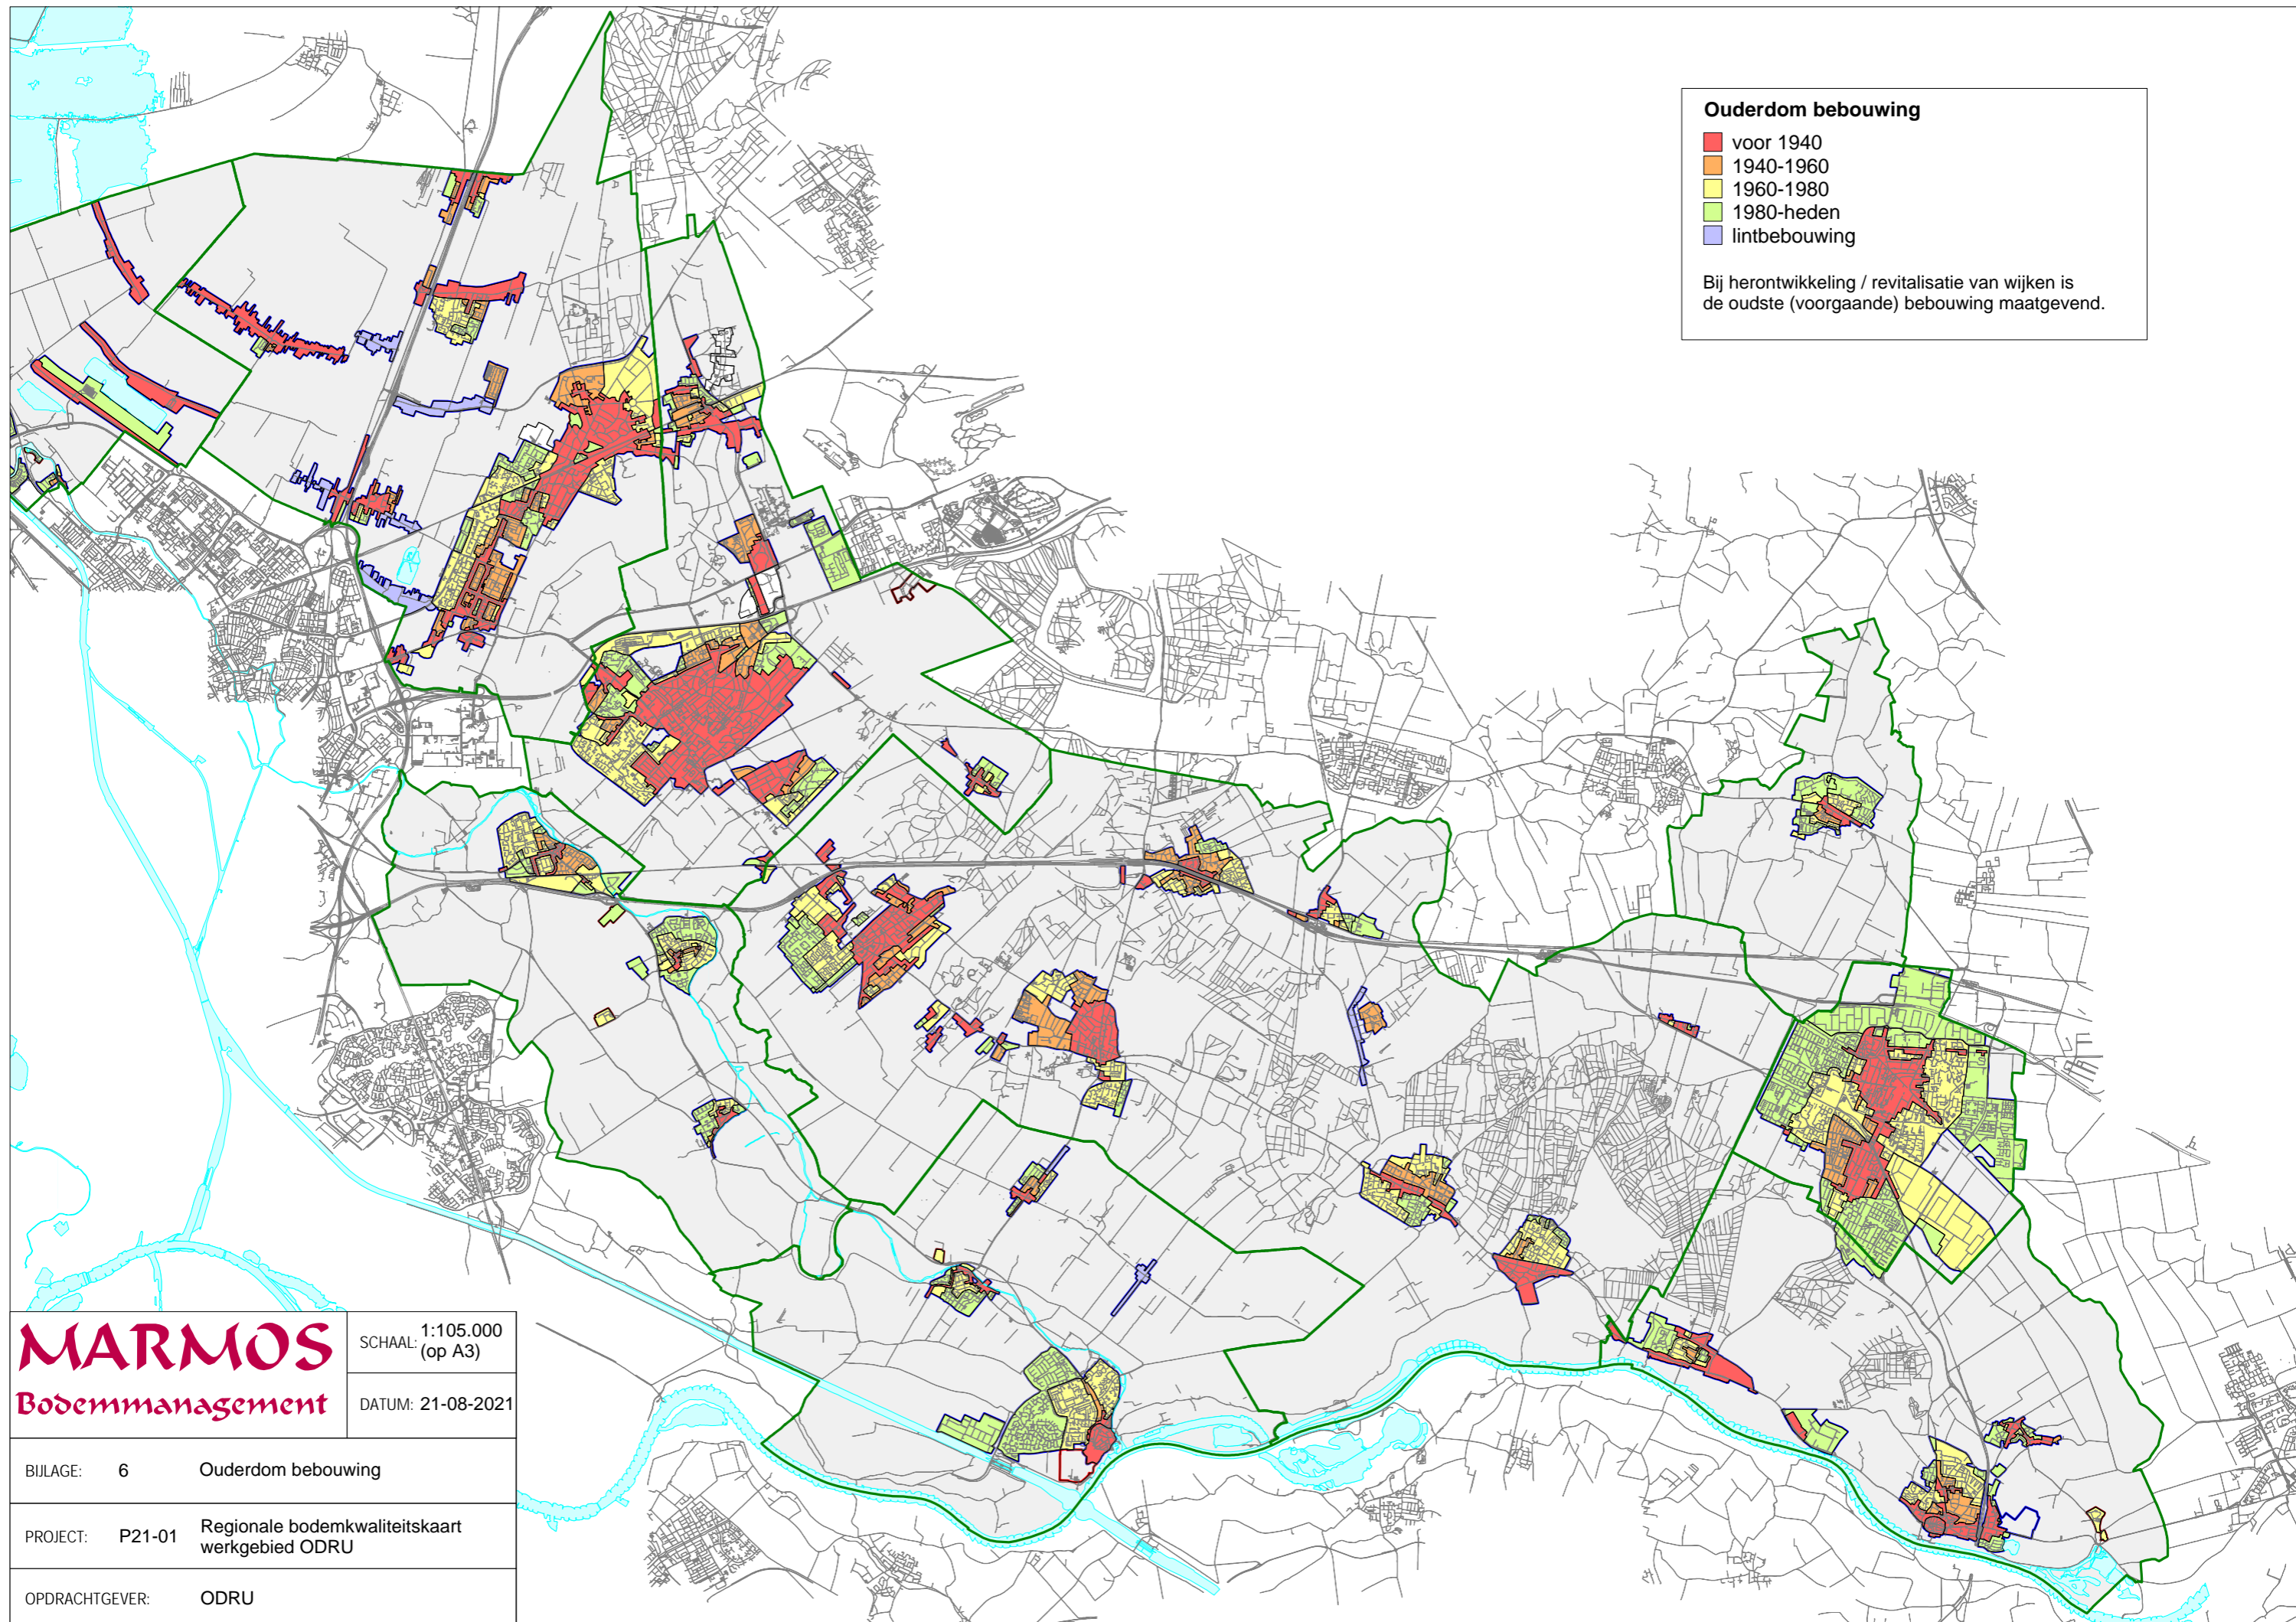 Ouderdom bebouwing
voor 1940
1940-1960
1960-1980
1980-heden
lintbebouwing
Bij herontwikkeling / revitalisatie van wijken is
de oudste (voorgaande) bebouwing maatgevend.
MARMOS
Bodemmanagement
SCHAAL: 1:105.000
(op A3)
DATUM: 21-08-2021
BIJLAGE: 6 Ouderdom bebouwing
PROJECT: P21-01 Regionale bodemkwaliteitskaart
werkgebied ODRU
OPDRACHTGEVER: ODRU